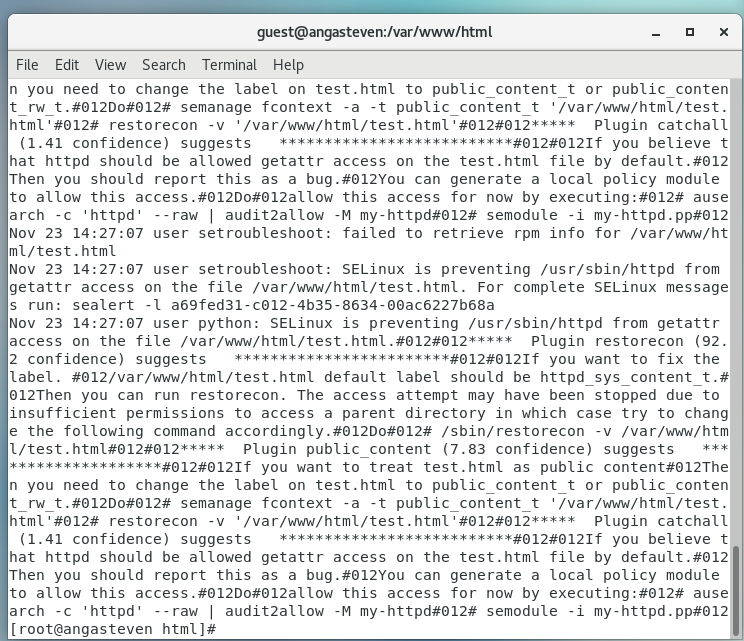 guest@angasteven:/var/www/html
File Edit View Search Terminal Help
n you need to change the label on test.html to public_content_t or public_conten
t_rw_t.#012Do#012# semanage fcontext -a -t public_content_t '/var/www/html/test.
html'#012# restorecon -v '/var/www/html/test.html'#012#012*****  Plugin catchall
 (1.41 confidence) suggests   **************************#012#012If you believe t
hat httpd should be allowed getattr access on the test.html file by default.#012
Then you should report this as a bug.#012You can generate a local policy module 
to allow this access.#012Do#012allow this access for now by executing:#012# ause
arch -c 'httpd' --raw | audit2allow -M my-httpd#012# semodule -i my-httpd.pp#012
Nov 23 14:27:07 user setroubleshoot: failed to retrieve rpm info for /var/www/ht
ml/test.html
Nov 23 14:27:07 user setroubleshoot: SELinux is preventing /usr/sbin/httpd from 
getattr access on the file /var/www/html/test.html. For complete SELinux message
s run: sealert -l a69fed31-c012-4b35-8634-00ac6227b68a
Nov 23 14:27:07 user python: SELinux is preventing /usr/sbin/httpd from getattr 
access on the file /var/www/html/test.html.#012#012*****  Plugin restorecon (92.
2 confidence) suggests   ************************#012#012If you want to fix the 
label. #012/var/www/html/test.html default label should be httpd_sys_content_t.#
012Then you can run restorecon. The access attempt may have been stopped due to 
insufficient permissions to access a parent directory in which case try to chang
e the following command accordingly.#012Do#012# /sbin/restorecon -v /var/www/htm
l/test.html#012#012*****  Plugin public_content (7.83 confidence) suggests   ***
*****************#012#012If you want to treat test.html as public content#012The
n you need to change the label on test.html to public_content_t or public_conten
t_rw_t.#012Do#012# semanage fcontext -a -t public_content_t '/var/www/html/test.
html'#012# restorecon -v '/var/www/html/test.html'#012#012*****  Plugin catchall
 (1.41 confidence) suggests   **************************#012#012If you believe t
hat httpd should be allowed getattr access on the test.html file by default.#012
Then you should report this as a bug.#012You can generate a local policy module 
to allow this access.#012Do#012allow this access for now by executing:#012# ause
arch -c 'httpd' --raw | audit2allow -M my-httpd#012# semodule -i my-httpd.pp#012
[root@angasteven html]#